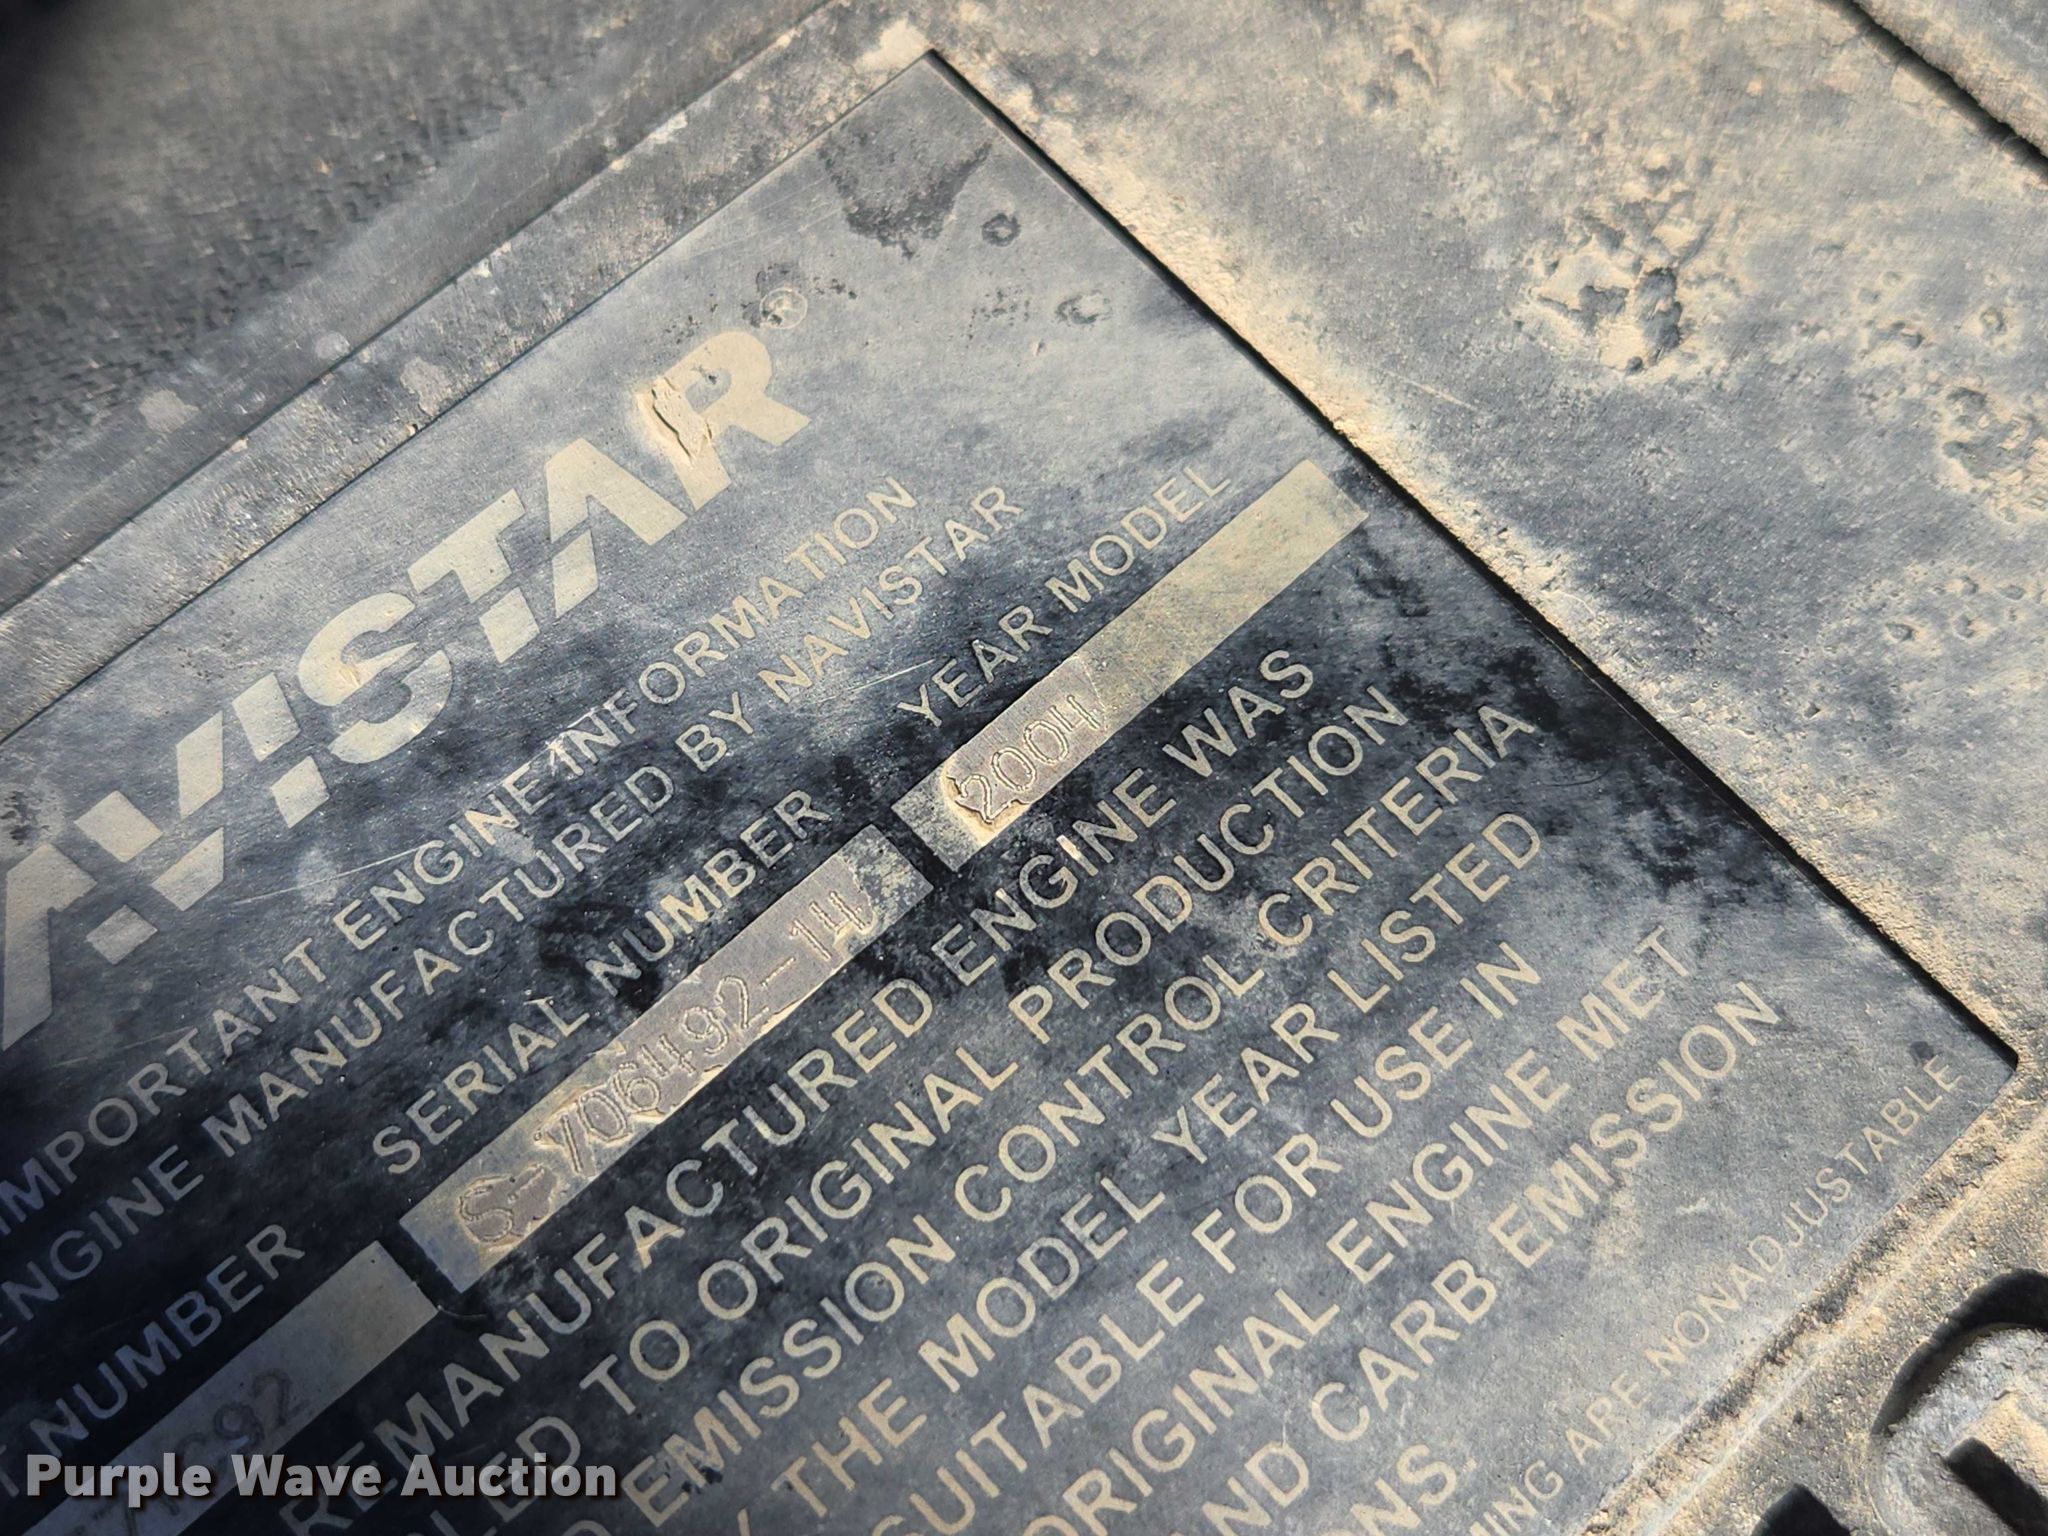 AVISTAR®
IMPORTANT ENGINE INFORMATION
ENGINE MANUFACTURED BY NAVISTAR
NUMBER SERIAL NUMBER YEAR MODEL
S-706492-14 2004
REMANUFACTURED ENGINE WAS
TO ORIGINAL PRODUCTION
EMISSION CONTROL CRITERIA
THE MODEL YEAR LISTED
SUITABLE FOR USE IN
ORIGINAL ENGINE MET
AND CARB EMISSION
ARE NONADJUSTABLE
Purple Wave Auction